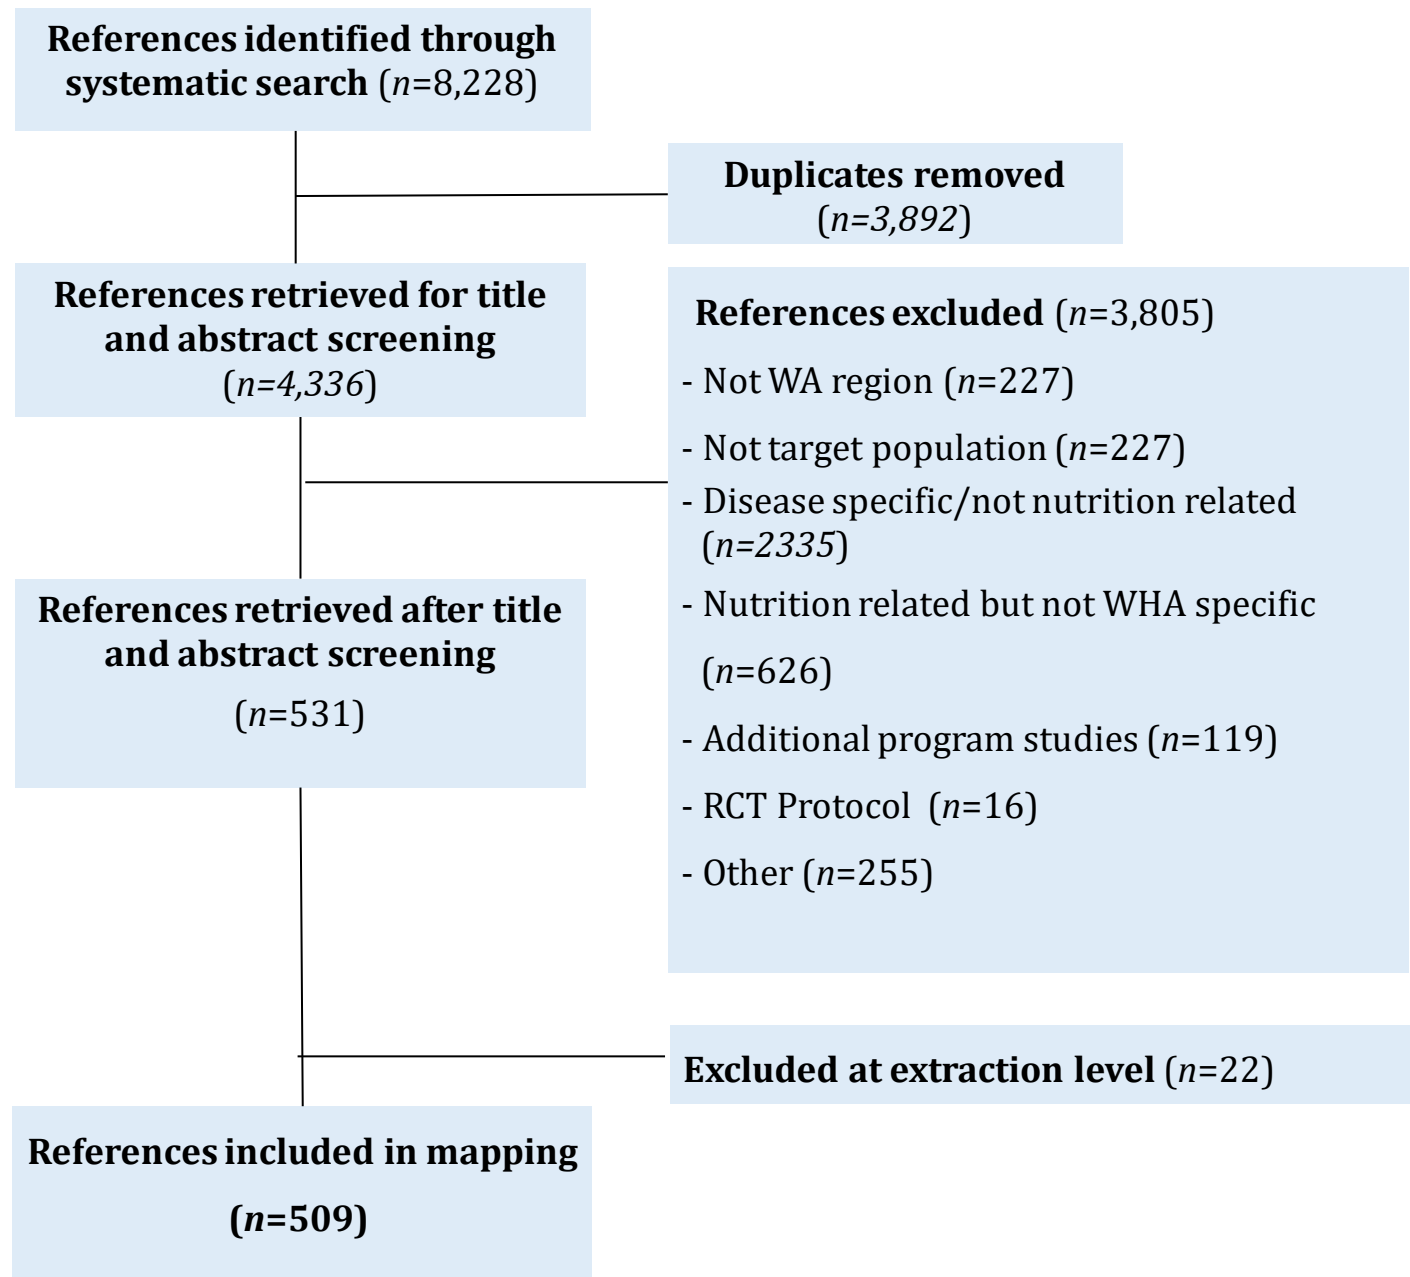 References identified through
systematic search (n=8,228)
Duplicates removed
(n=3,892)
References retrieved for title
and abstract screening
(n=4,336)
References excluded (n=3,805)
- Not WA region (n=227)
- Not target population (n=227)
- Disease specific/not nutrition related
(n=2335)
- Nutrition related but not WHA specific
(n=626)
- Additional program studies (n=119)
- RCT Protocol (n=16)
- Other (n=255)
References retrieved after title
and abstract screening
(n=531)
Excluded at extraction level (n=22)
References included in mapping
(n=509)